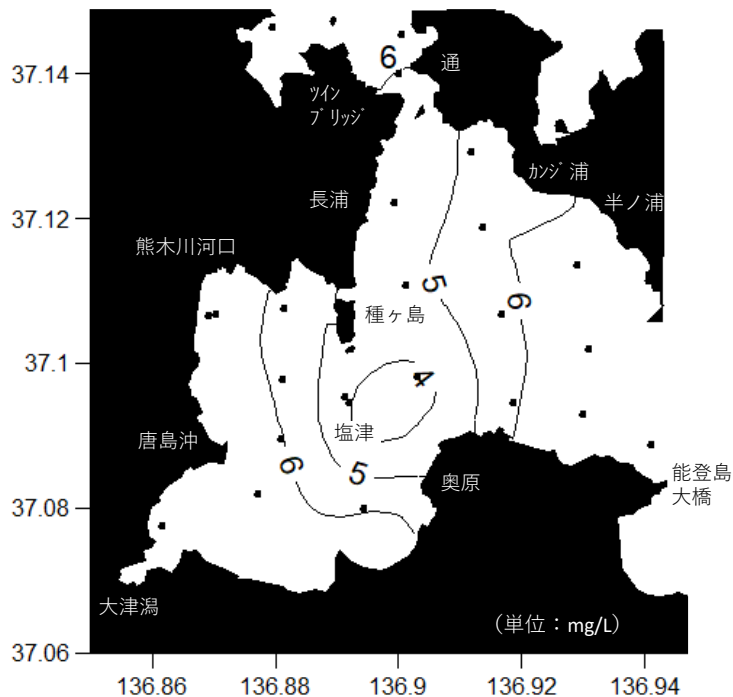 37.14
37.12
37.1
37.08
37.06
136.86
136.88
136.9
136.92
136.94
6
通
ﾂｲﾝ
ﾌﾞﾘｯｼﾞ
長浦
ｶﾝｼﾞ浦
半ノ浦
熊木川河口
5
6
種ヶ島
4
塩津
唐島沖
6
5
奥原
能登島
大橋
大津潟
（単位：mg/L）